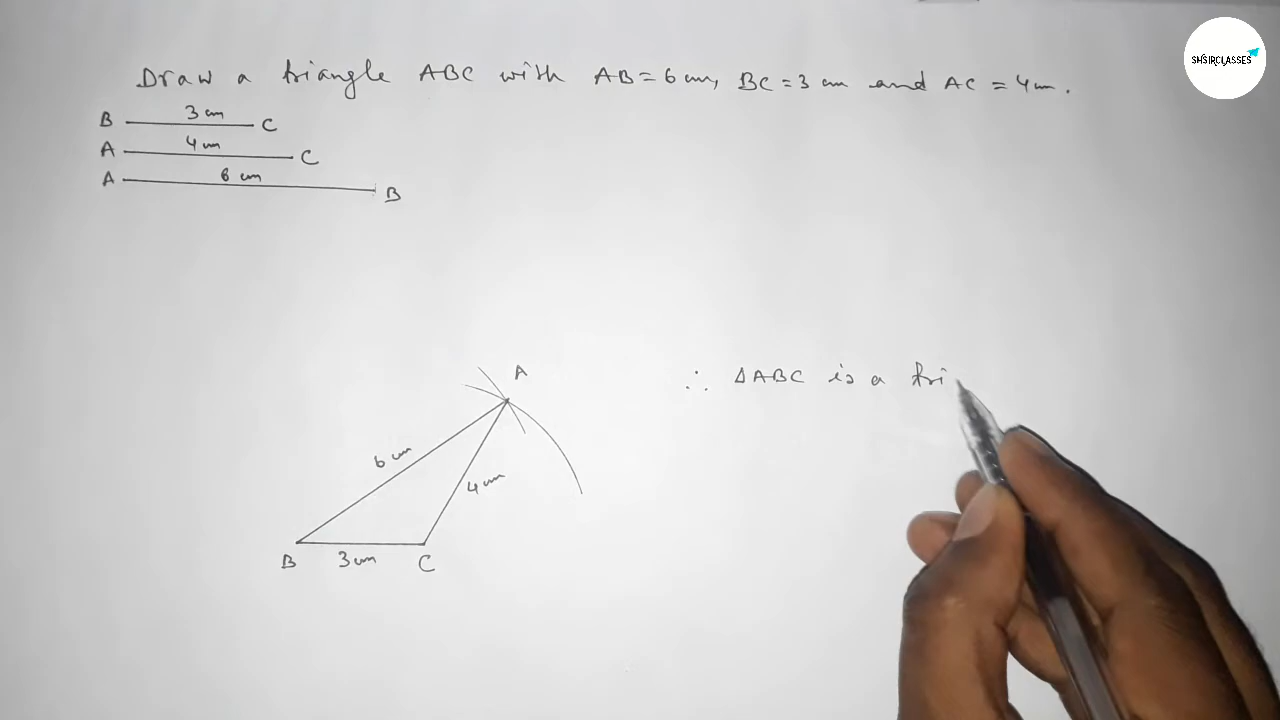 Draw a triangle ABC with AB = 6 cm, BC = 3 cm and AC = 4 cm.
SHSIRCLASSES
B 3 cm C
A 4 cm C
A 6 cm B
A
∴ ΔABC is a tri
6 cm
4 cm
B 3 cm C